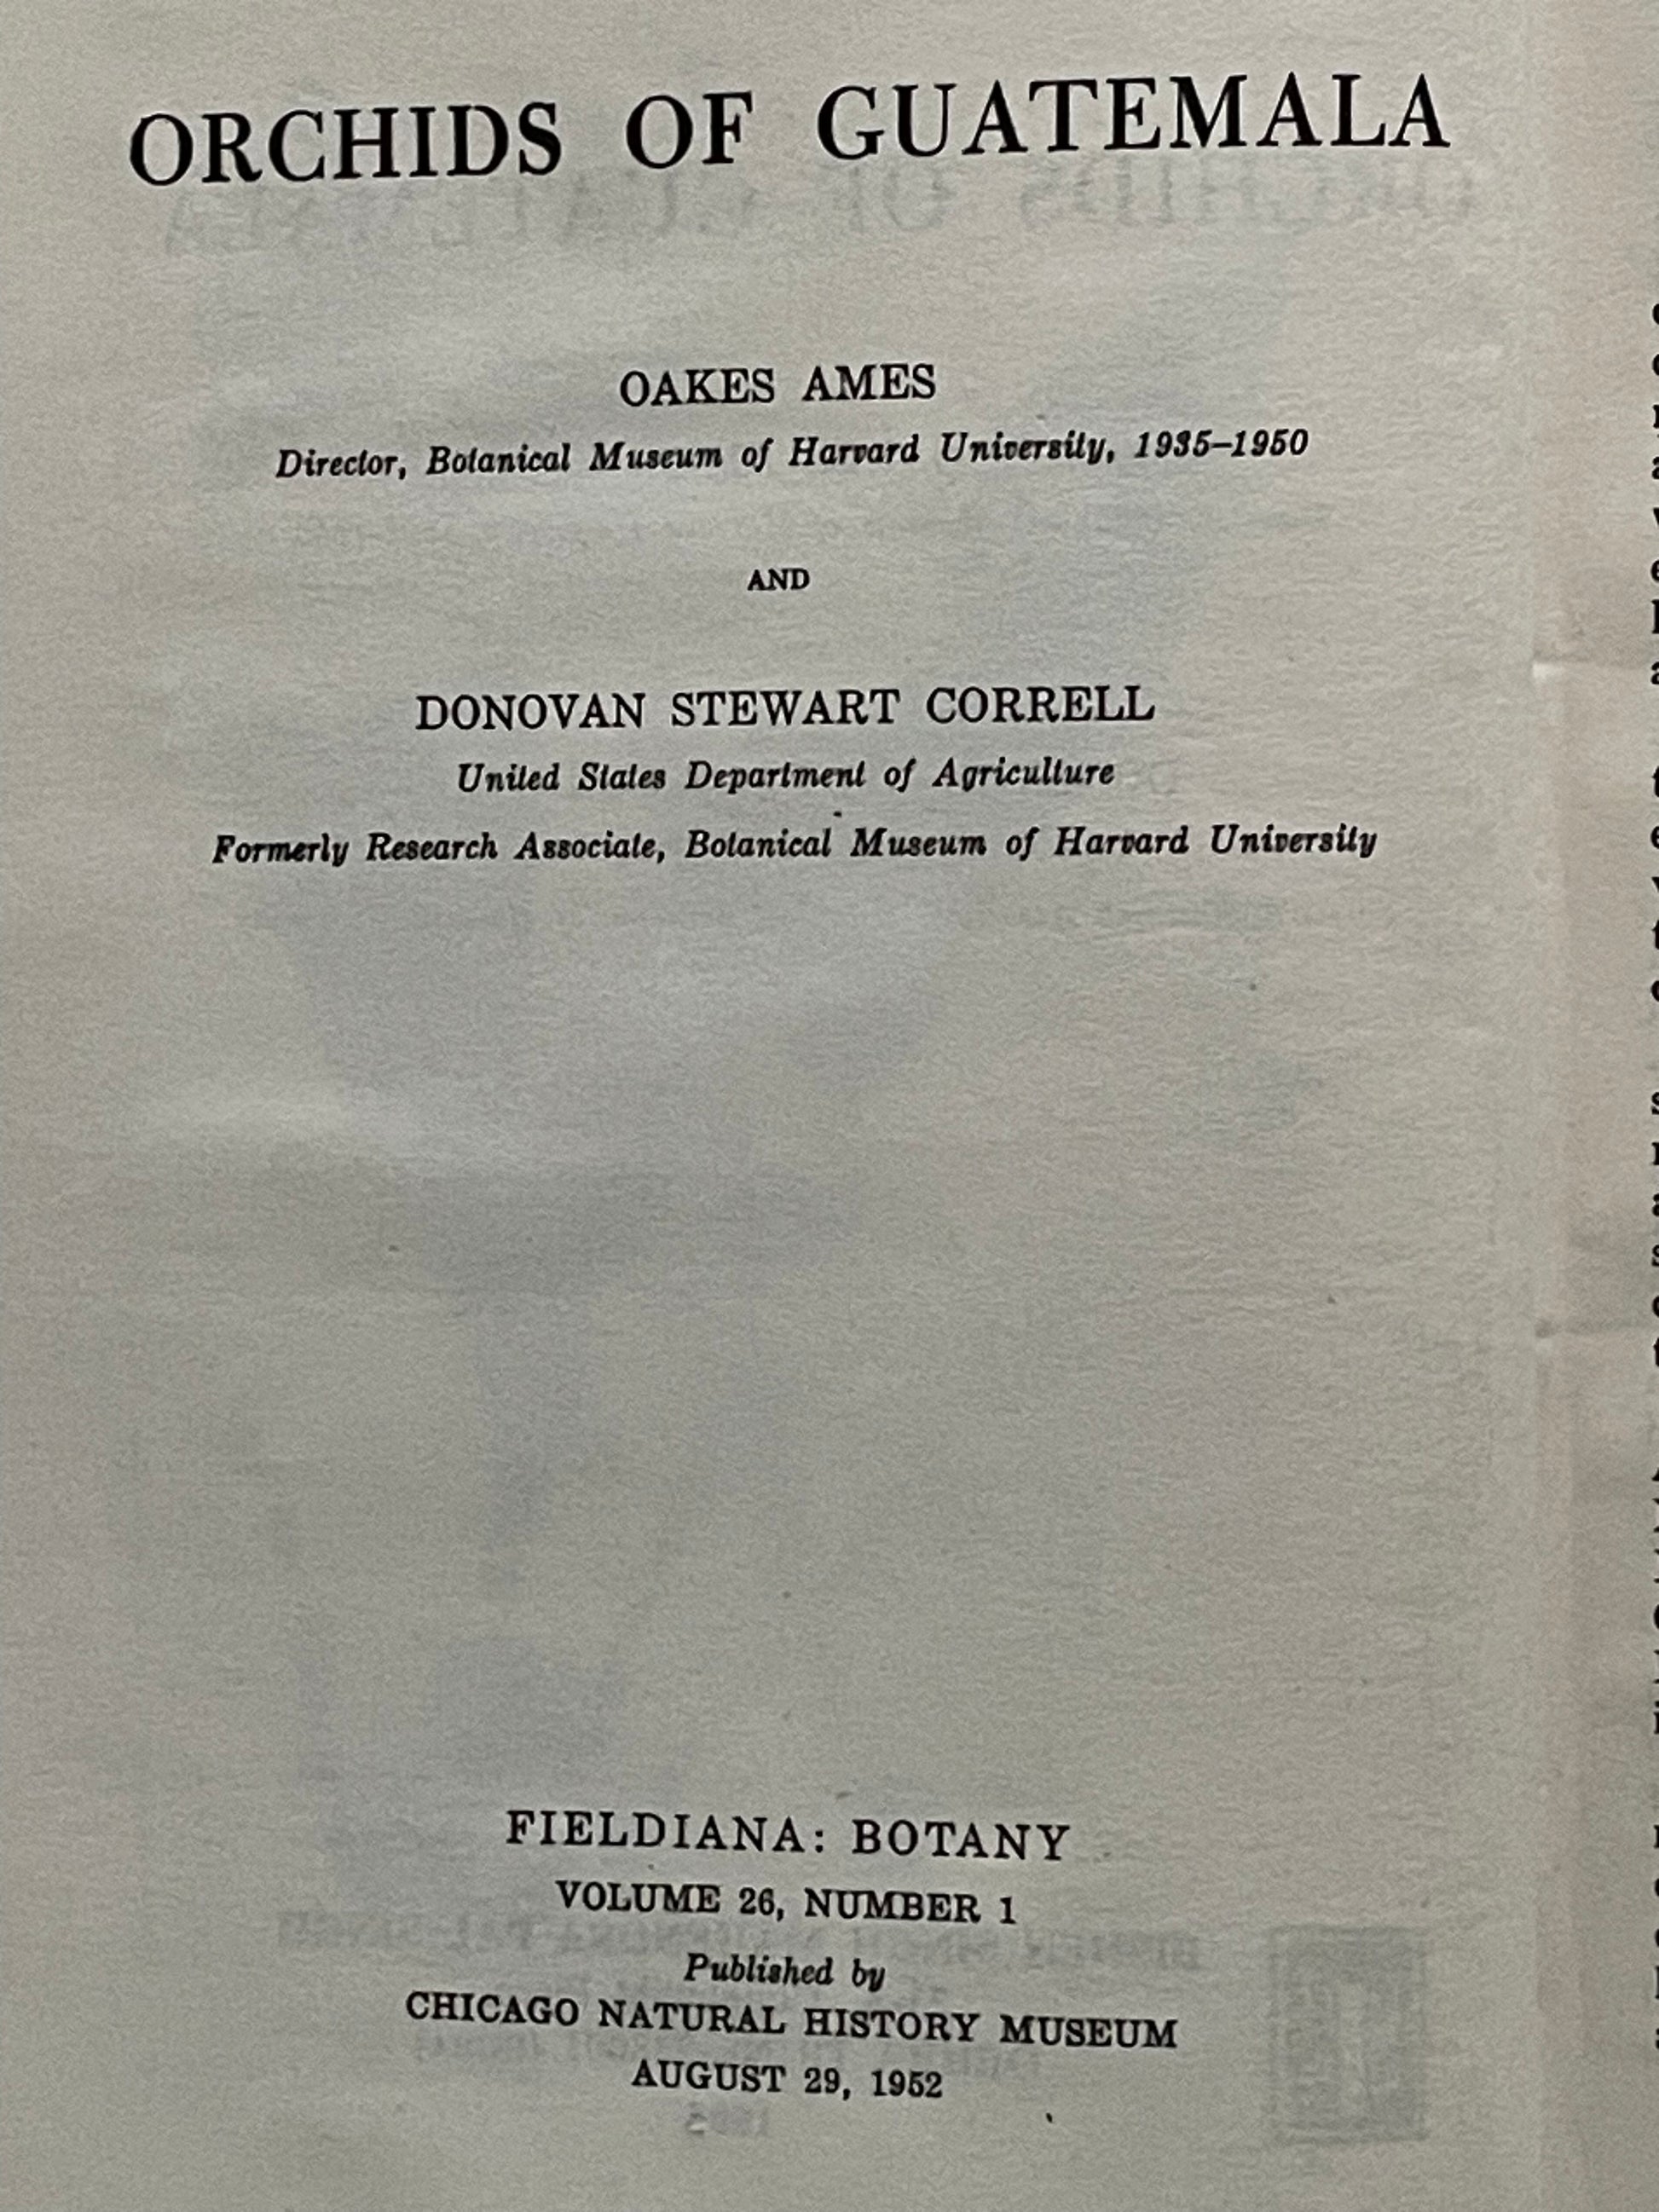 ORCHIDS OF GUATEMALA
OAKES AMES
Director, Botanical Museum of Harvard University, 1935–1950
AND
DONOVAN STEWART CORRELL
United States Department of Agriculture
Formerly Research Associate, Botanical Museum of Harvard University
FIELDIANA: BOTANY
VOLUME 26, NUMBER 1
Published by
CHICAGO NATURAL HISTORY MUSEUM
AUGUST 29, 1952